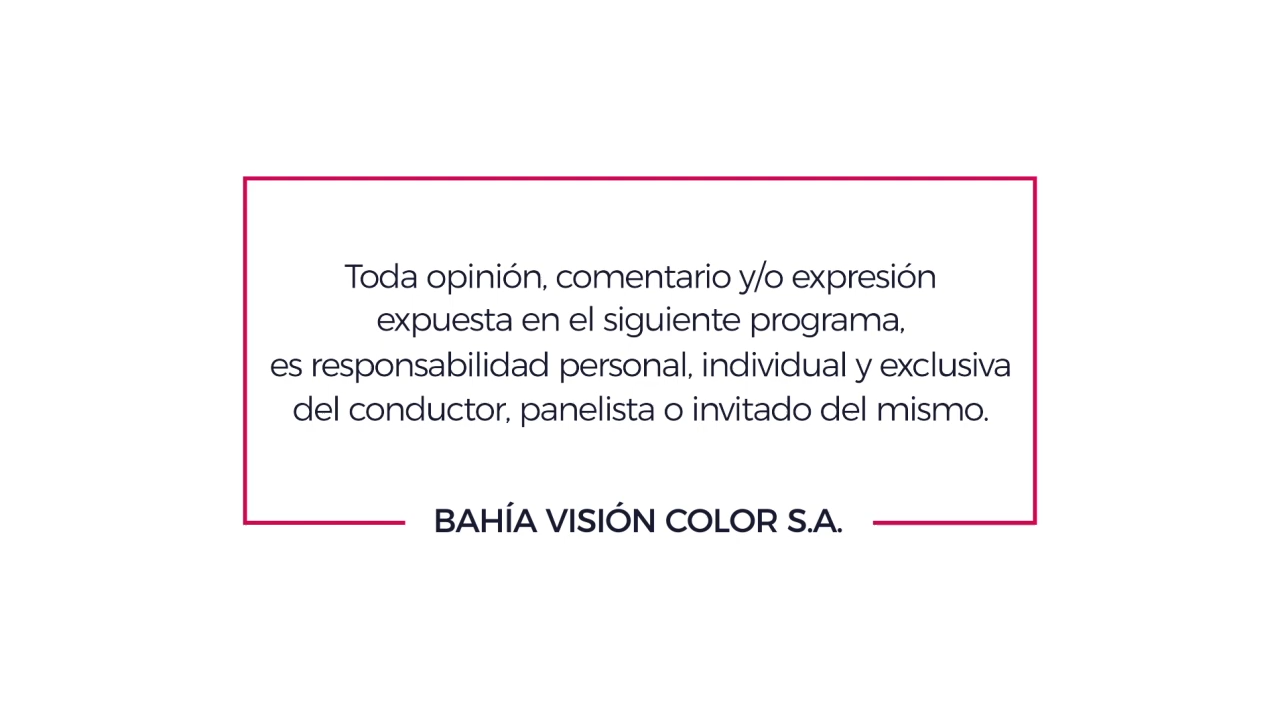 Toda opinión, comentario y/o expresión
expuesta en el siguiente programa,
es responsabilidad personal, individual y exclusiva
del conductor, panelista o invitado del mismo.
BAHÍA VISIÓN COLOR S.A.